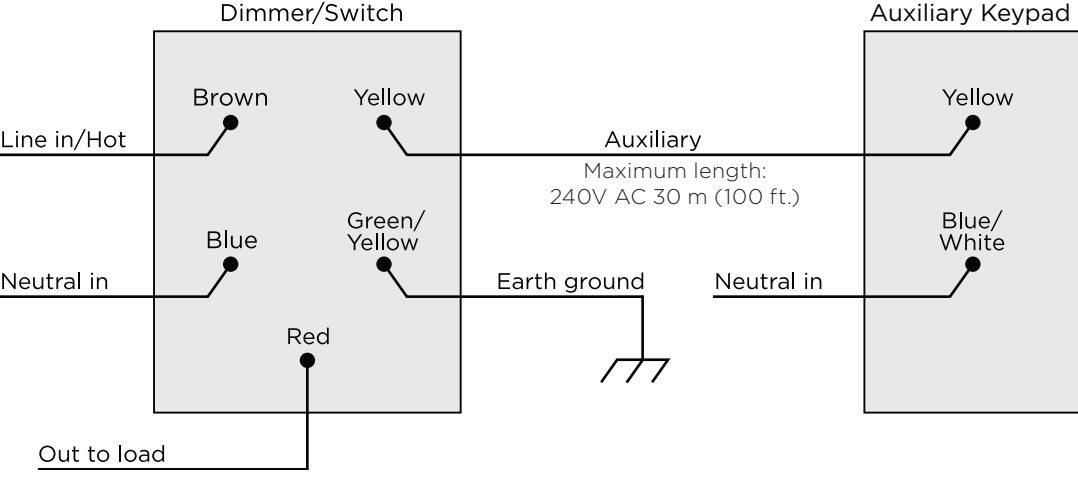 Dimmer/Switch
Auxiliary Keypad
Brown
Yellow
Yellow
Line in/Hot
Auxiliary
Maximum length:
240V AC 30 m (100 ft.)
Blue
Green/
Yellow
Blue/
White
Neutral in
Earth ground
Neutral in
Red
Out to load